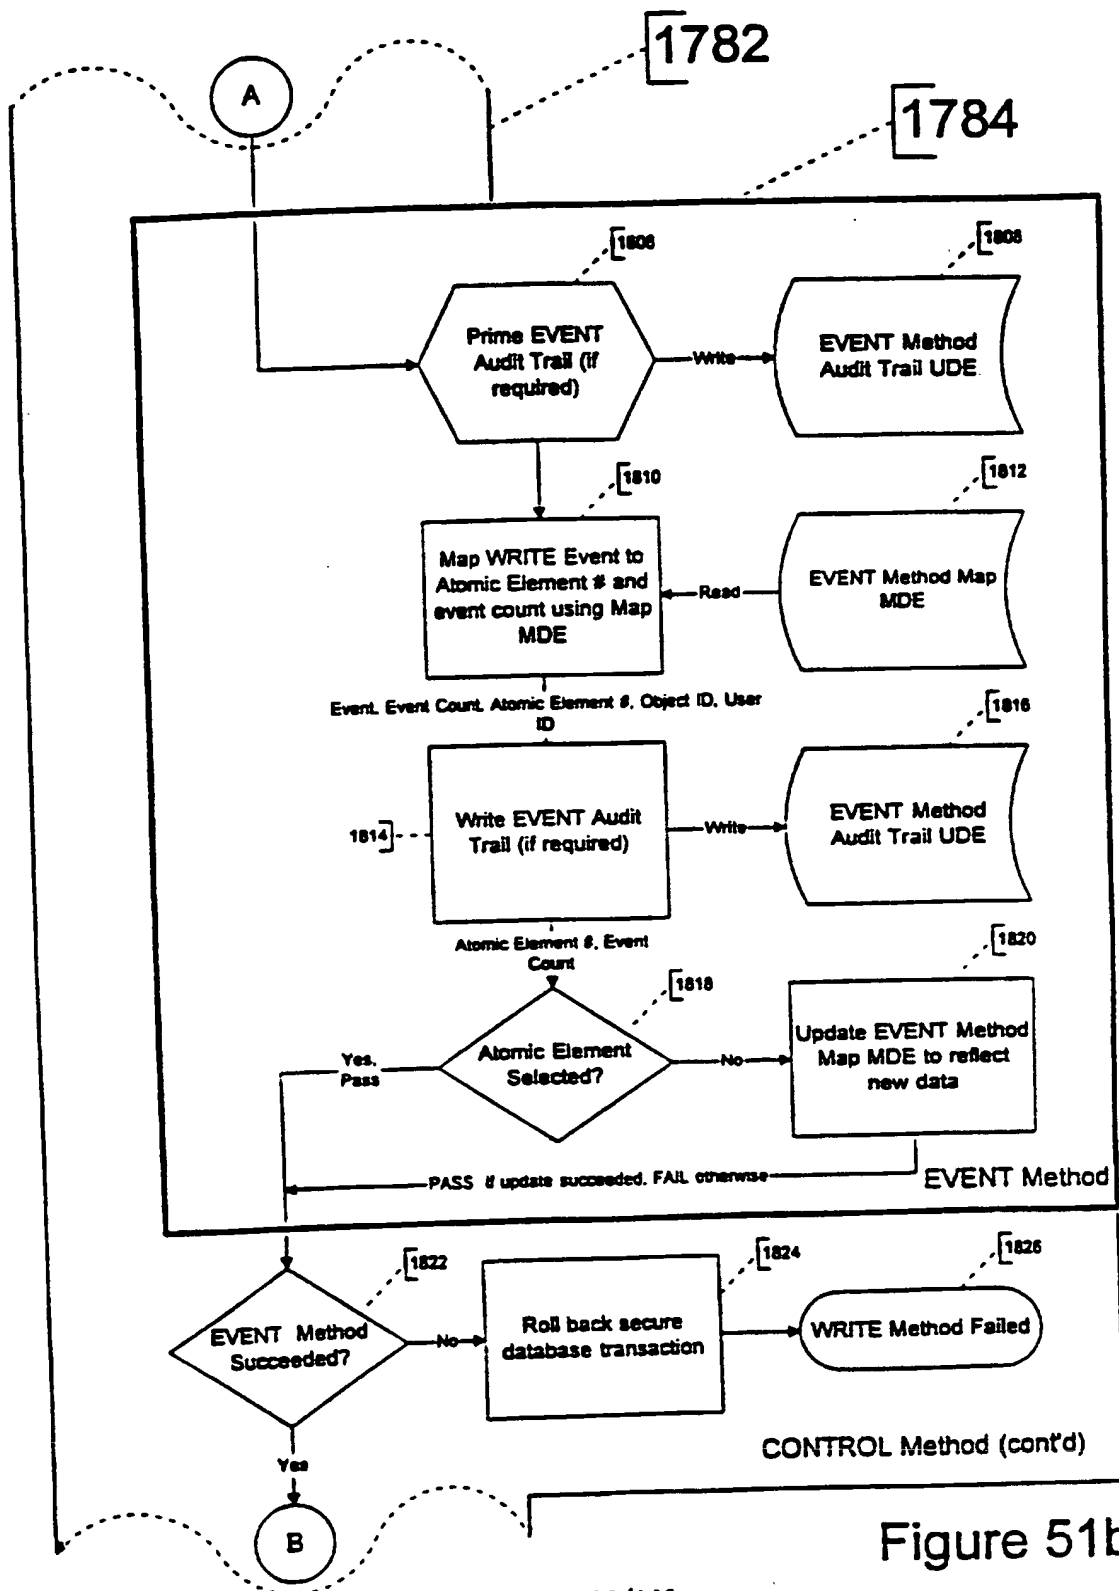 1782
A
1784
1806
1808
Prime EVENT
Audit Trail (if
required)
Write
EVENT Method
Audit Trail UDE
1810
1812
Map WRITE Event to
Atomic Element # and
event count using Map
MDE
Read
EVENT Method Map
MDE
Event, Event Count, Atomic Element #, Object ID, User
ID
1816
1814
Write EVENT Audit
Trail (if required)
Write
EVENT Method
Audit Trail UDE
Atomic Element #, Event
Count
1818
1820
Yes,
Pass
Atomic Element
Selected?
No
Update EVENT Method
Map MDE to reflect
new data
PASS if update succeeded, FAIL otherwise
EVENT Method
1822
1824
1826
EVENT Method
Succeeded?
No
Roll back secure
database transaction
WRITE Method Failed
CONTROL Method (cont'd)
Yes
B
Figure 51b